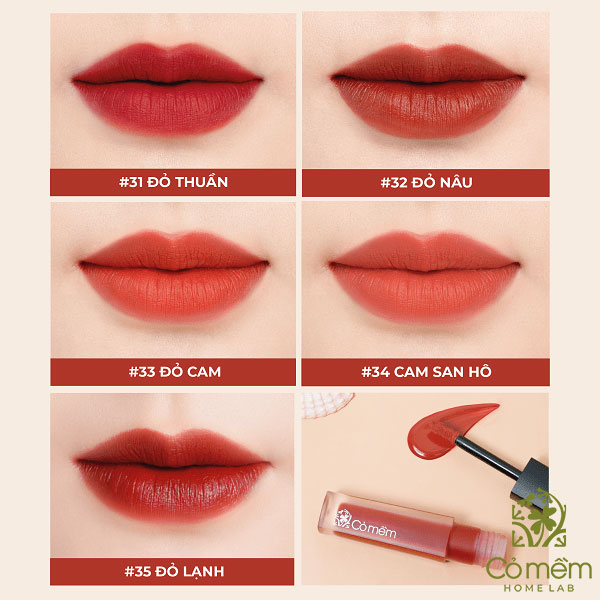 #31 ĐỎ THUẦN
#32 ĐỎ NÂU
#33 ĐỎ CAM
#34 CAM SAN HÔ
#35 ĐỎ LẠNH
Cỏ mềm
Cỏ mềm
HOME LAB